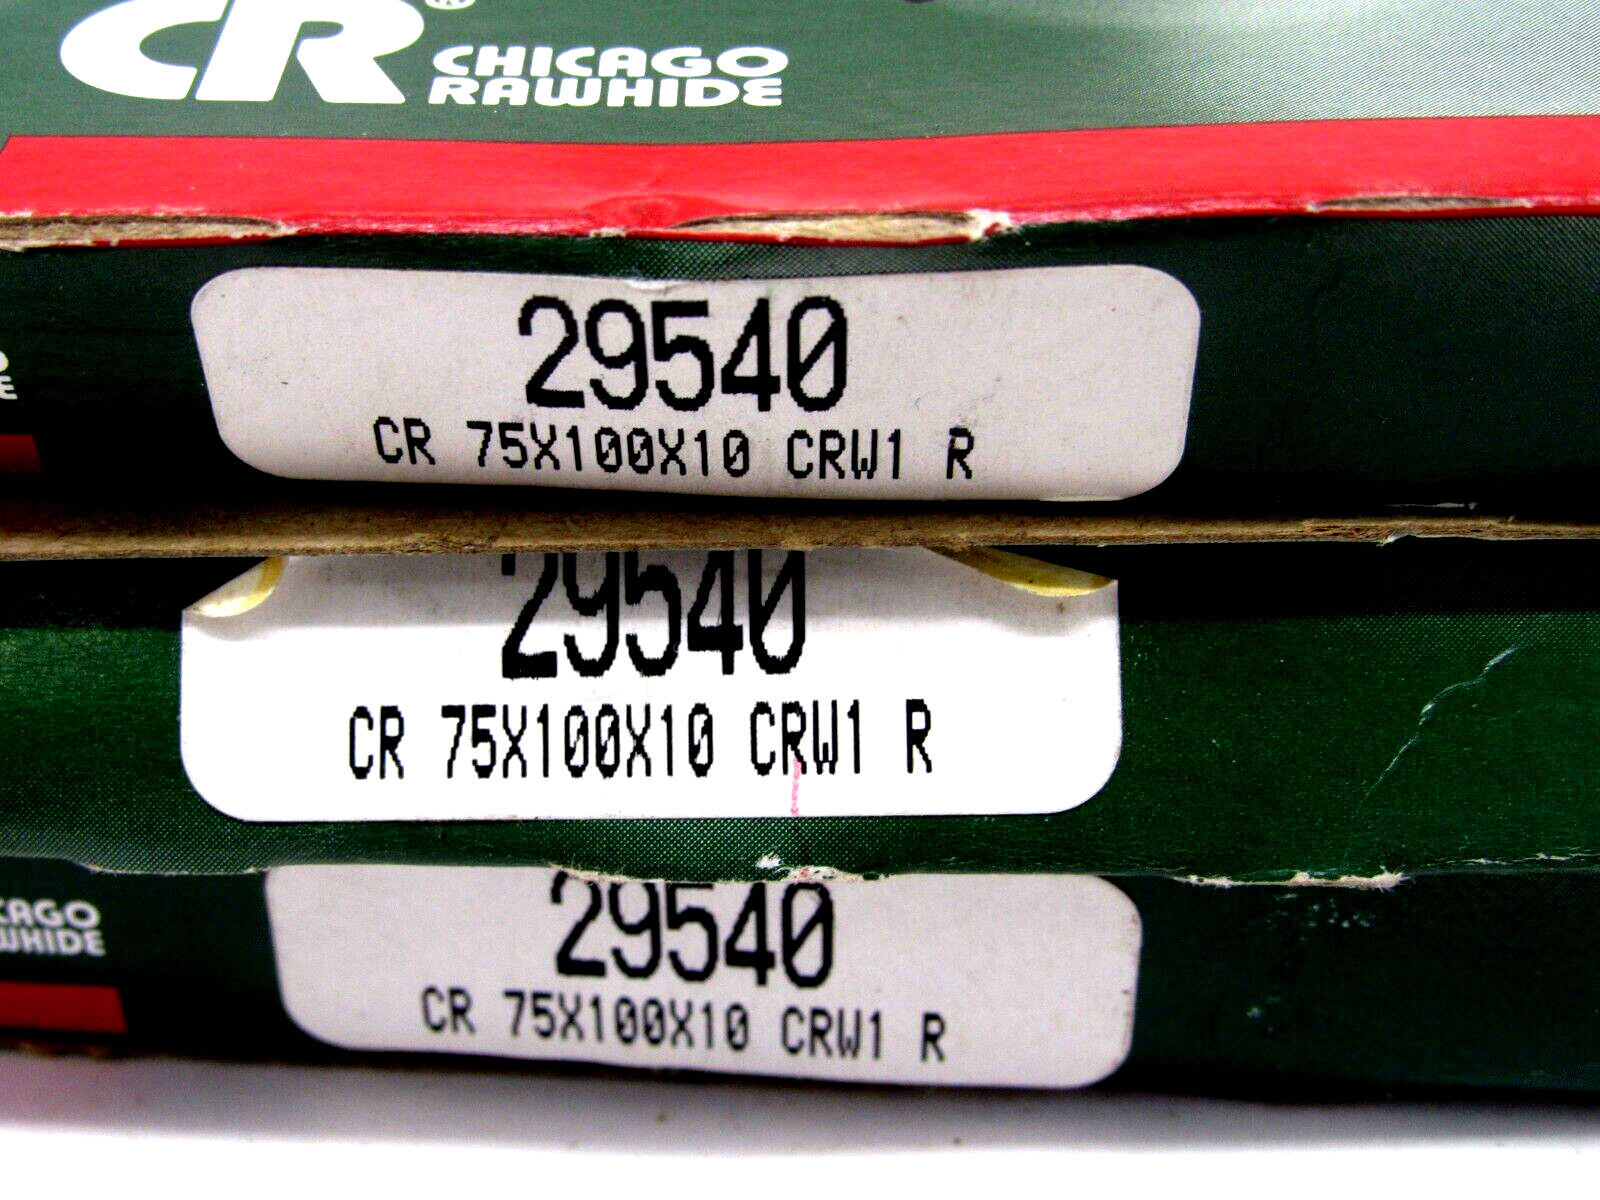 CR®
CHICAGO
RAWHIDE
29540
CR 75X100X10 CRW1 R
29540
CR 75X100X10 CRW1 R
CAGO
WHIDE
29540
CR 75X100X10 CRW1 R